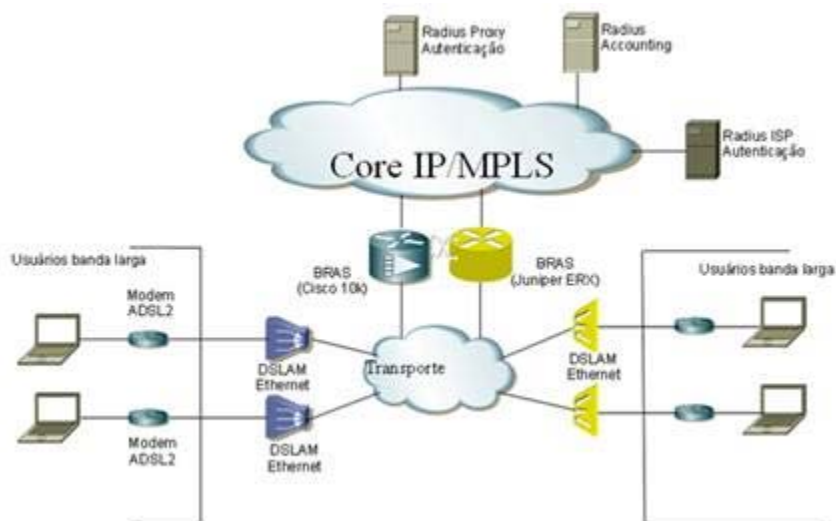 Radius Proxy
Autenticação
Radius
Accounting
Radius ISP
Autenticação
Core IP/MPLS
BRAS
(Cisco 10k)
BRAS
(Juniper ERX)
Usuários banda larga
Usuários banda larga
Modem
ADSL2
DSLAM
Ethernet
Transporte
DSLAM
Ethernet
Modem
ADSL2
DSLAM
Ethernet